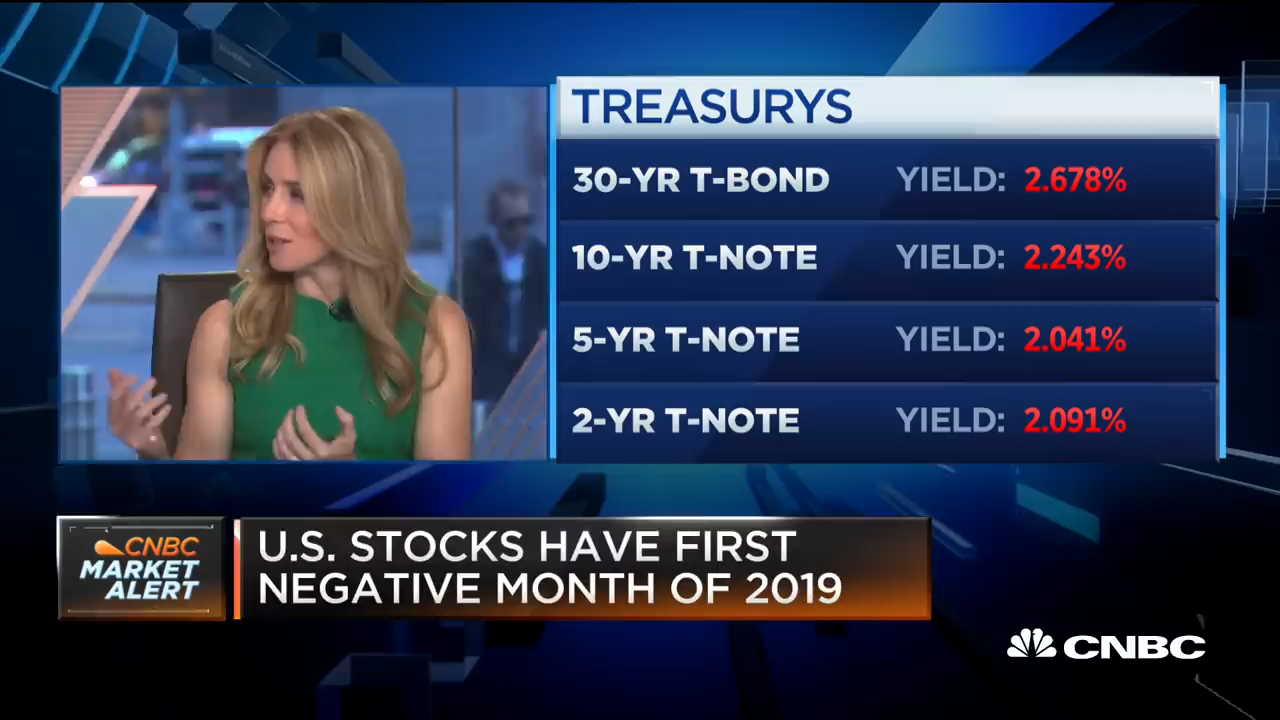 TREASURYS
30-YR T-BOND YIELD: 2.678%
10-YR T-NOTE YIELD: 2.243%
5-YR T-NOTE YIELD: 2.041%
2-YR T-NOTE YIELD: 2.091%
CNBC
MARKET
ALERT
U.S. STOCKS HAVE FIRST
NEGATIVE MONTH OF 2019
CNBC